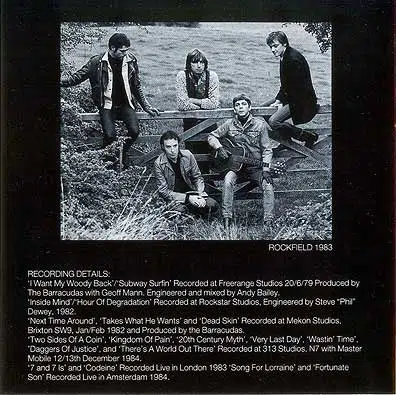 ROCKFIELD 1983
RECORDING DETAILS:
'I Want My Woody Back'/'Subway Surfin' Recorded at Freerange Studios 20/6/79 Produced by
The Barracudas with Geoff Mann. Engineered and mixed by Andy Bailey.
'Inside Mind'/'Hour Of Degradation' Recorded at Rockstar Studios, Engineered by Steve "Phil"
Dewey, 1982.
'Next Time Around', 'Takes What He Wants' and 'Dead Skin' Recorded at Mekon Studios,
Brixton SW9, Jan/Feb 1982 and Produced by the Barracudas.
'Two Sides Of A Coin', 'Kingdom Of Pain', '20th Century Myth', 'Very Last Day', 'Wastin' Time',
'Daggers Of Justice', and 'There's A World Out There' Recorded at 313 Studios, N7 with Master
Mobile 12/13th December 1984.
'7 and 7 Is' and 'Codeine' Recorded Live in London 1983 'Song For Lorraine' and 'Fortunate
Son' Recorded Live in Amsterdam 1984.